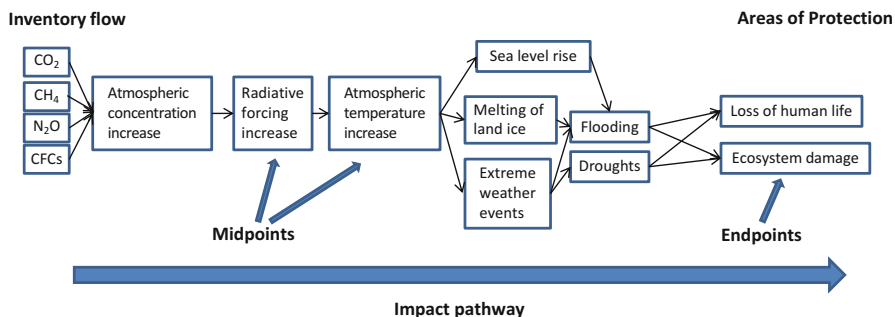 Inventory flow
Areas of Protection
CO₂
CH₄
N₂O
CFCs
Atmospheric
concentration
increase
Radiative
forcing
increase
Atmospheric
temperature
increase
Sea level rise
Melting of
land ice
Extreme
weather
events
Flooding
Droughts
Loss of human life
Ecosystem damage
Midpoints
Endpoints
Impact pathway